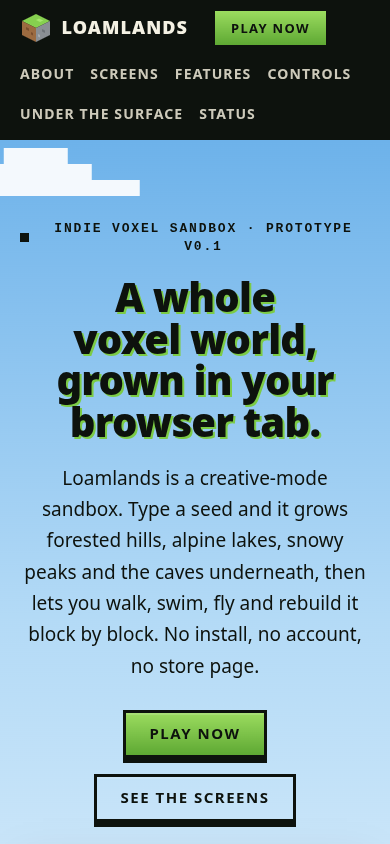 LOAMLANDS
PLAY NOW
ABOUT SCREENS FEATURES CONTROLS
UNDER THE SURFACE STATUS
INDIE VOXEL SANDBOX · PROTOTYPE
V0.1
A whole
voxel world,
grown in your
browser tab.
Loamlands is a creative-mode
sandbox. Type a seed and it grows
forested hills, alpine lakes, snowy
peaks and the caves underneath, then
lets you walk, swim, fly and rebuild it
block by block. No install, no account,
no store page.
PLAY NOW
SEE THE SCREENS